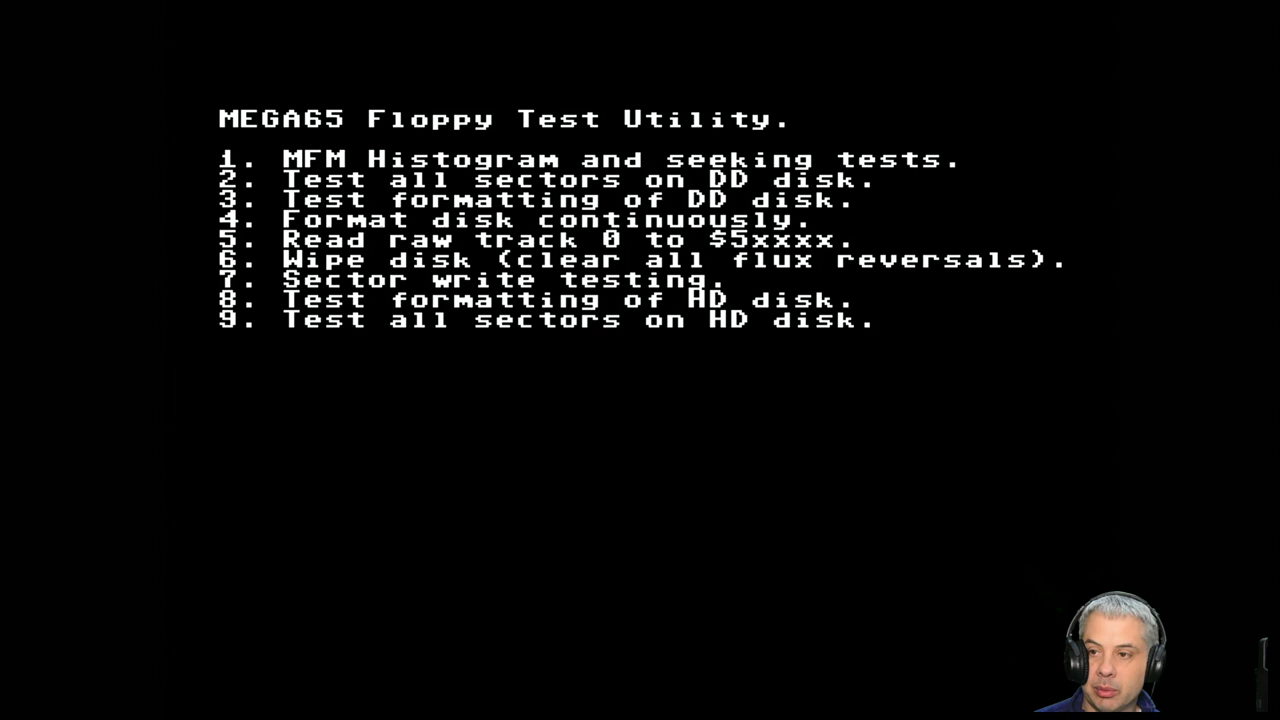 MEGA65 Floppy Test Utility.
1. MFM Histogram and seeking tests.
2. Test all sectors on DD disk.
3. Test formatting of DD disk.
4. Format disk continuously.
5. Read raw track 0 to $5xxxx.
6. Wipe disk (clear all flux reversals).
7. Sector write testing.
8. Test formatting of HD disk.
9. Test all sectors on HD disk.